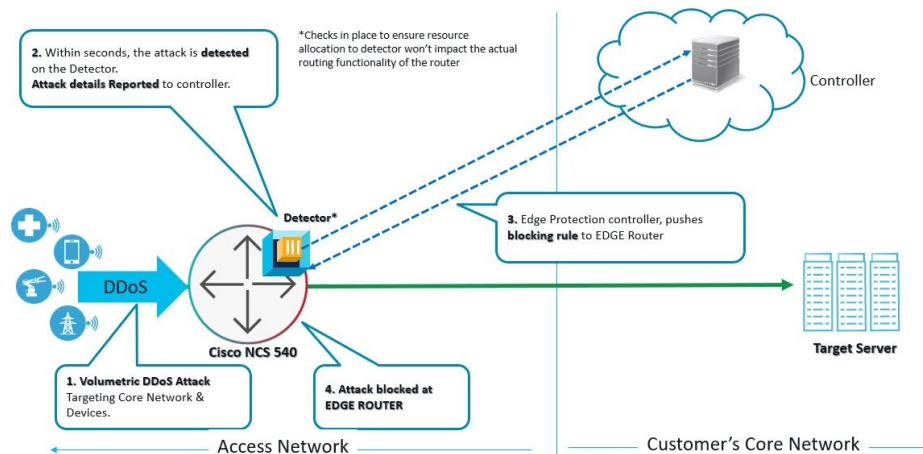 2. Within seconds, the attack is detected
on the Detector.
Attack details Reported to controller.
*Checks in place to ensure resource
allocation to detector won't impact the actual
routing functionality of the router
Controller
Detector*
3. Edge Protection controller, pushes
blocking rule to EDGE Router
DDoS
Cisco NCS 540
Target Server
1. Volumetric DDoS Attack
Targeting Core Network &
Devices.
4. Attack blocked at
EDGE ROUTER
Access Network
Customer's Core Network